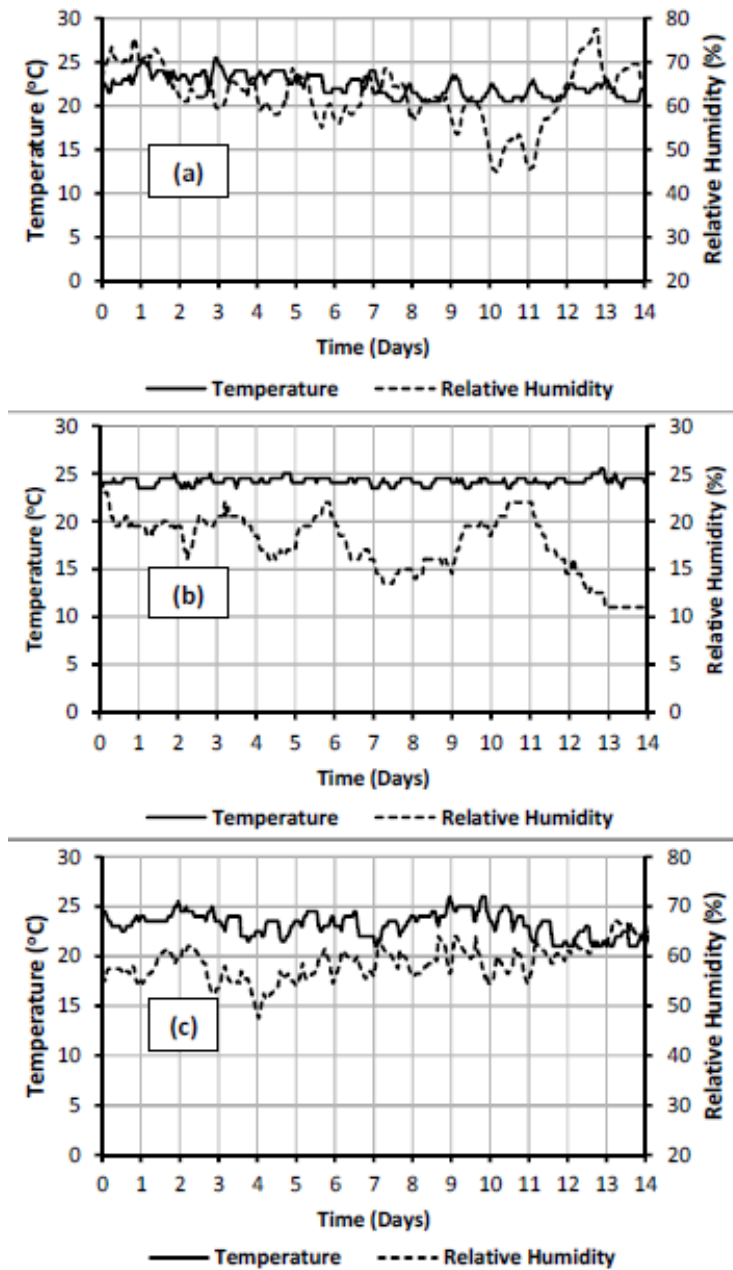 30
25
20
15
10
5
0
Temperature (°C)
80
70
60
50
40
30
20
Relative Humidity (%)
(a)
0 1 2 3 4 5 6 7 8 9 10 11 12 13 14
Time (Days)
Temperature Relative Humidity
30
25
20
15
10
5
0
Temperature (°C)
30
25
20
15
10
5
0
Relative Humidity (%)
(b)
0 1 2 3 4 5 6 7 8 9 10 11 12 13 14
Time (Days)
Temperature Relative Humidity
30
25
20
15
10
5
0
Temperature (°C)
80
70
60
50
40
30
20
Relative Humidity (%)
(c)
0 1 2 3 4 5 6 7 8 9 10 11 12 13 14
Time (Days)
Temperature Relative Humidity